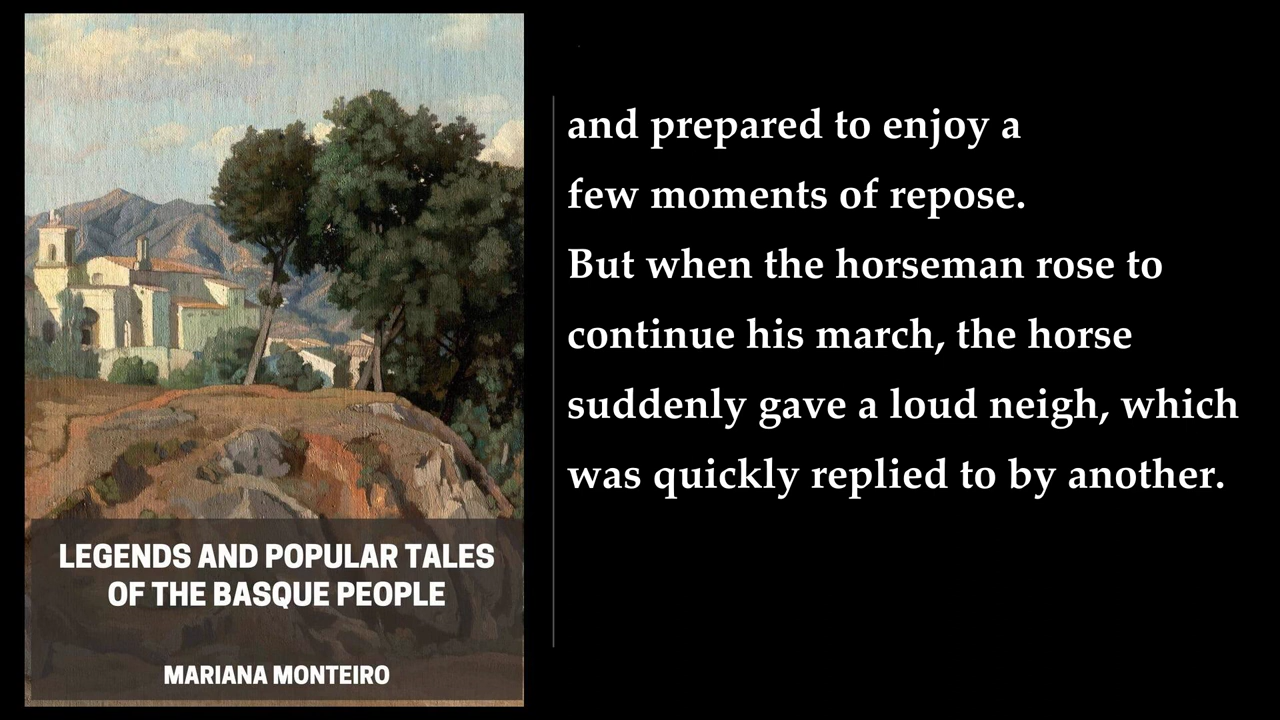 and prepared to enjoy a
few moments of repose.
But when the horseman rose to
continue his march, the horse
suddenly gave a loud neigh, which
was quickly replied to by another.
LEGENDS AND POPULAR TALES
OF THE BASQUE PEOPLE
MARIANA MONTEIRO